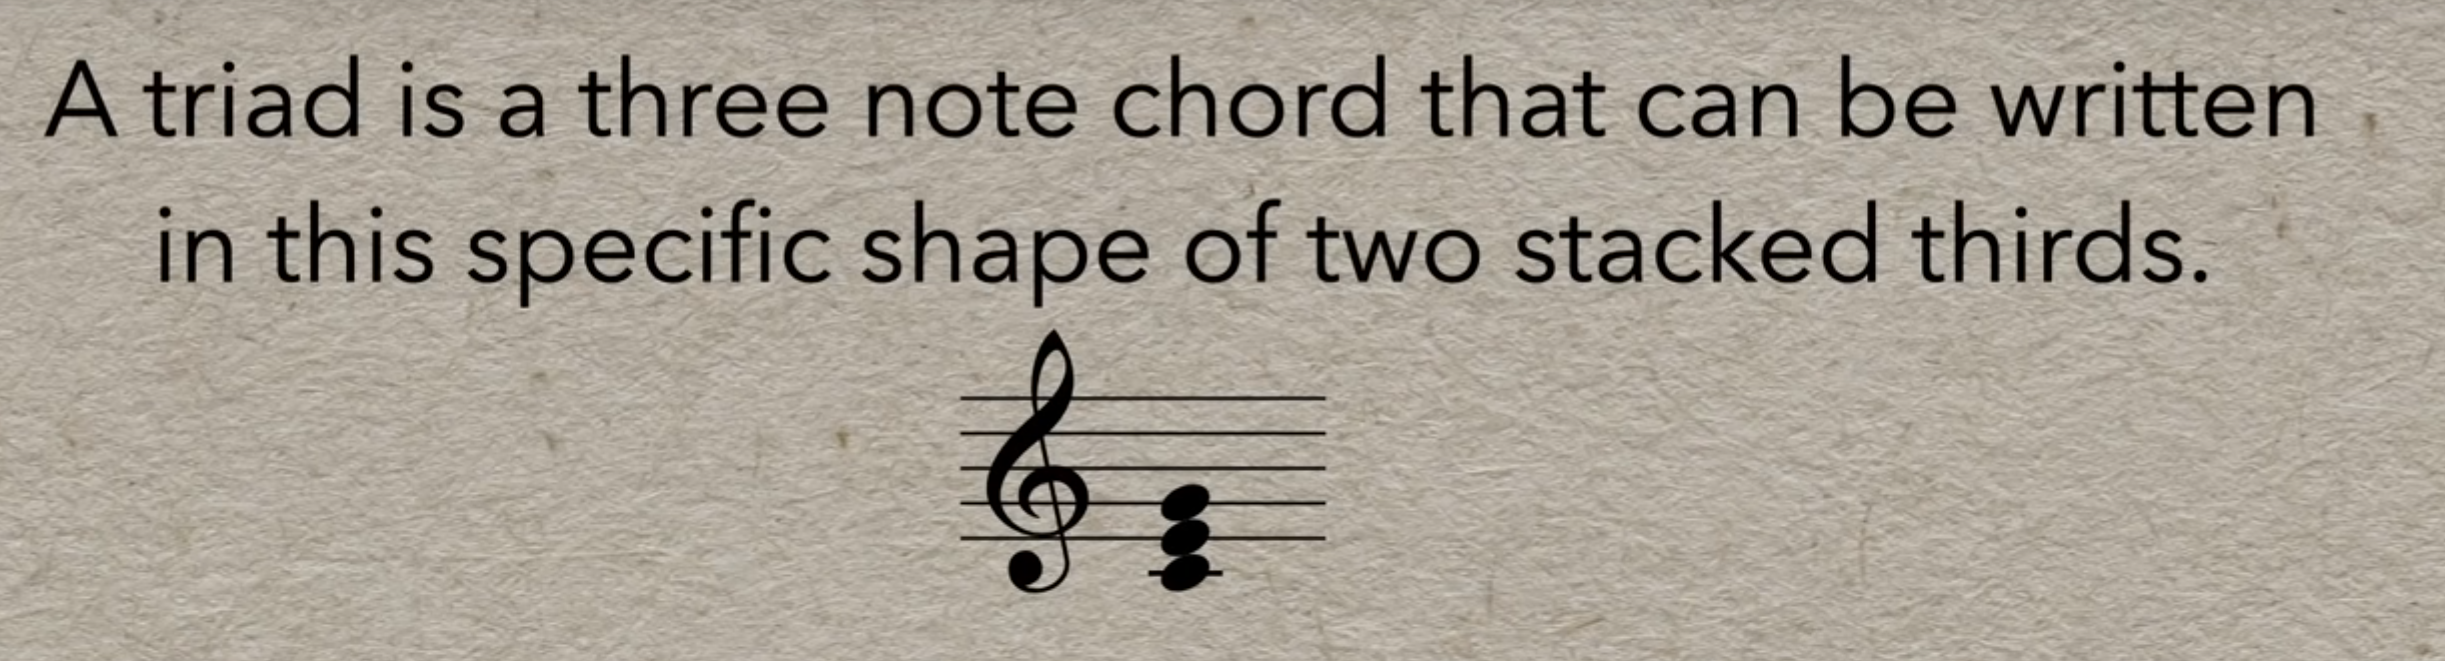 A triad is a three note chord that can be written
in this specific shape of two stacked thirds.